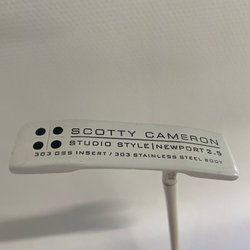 SCOTTY CAMERON
STUDIO STYLE | NEWPORT 2.5
303 GSS INSERT / 303 STAINLESS STEEL BODY